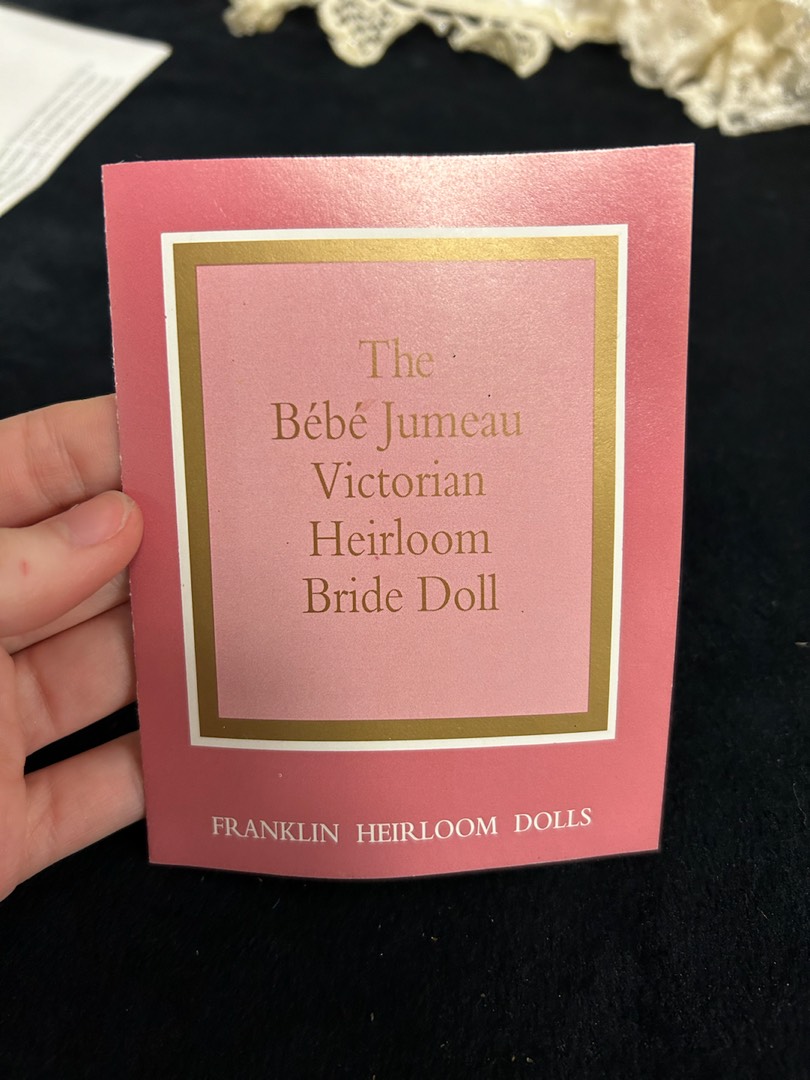 The
Bébé Jumeau
Victorian
Heirloom
Bride Doll
FRANKLIN HEIRLOOM DOLLS